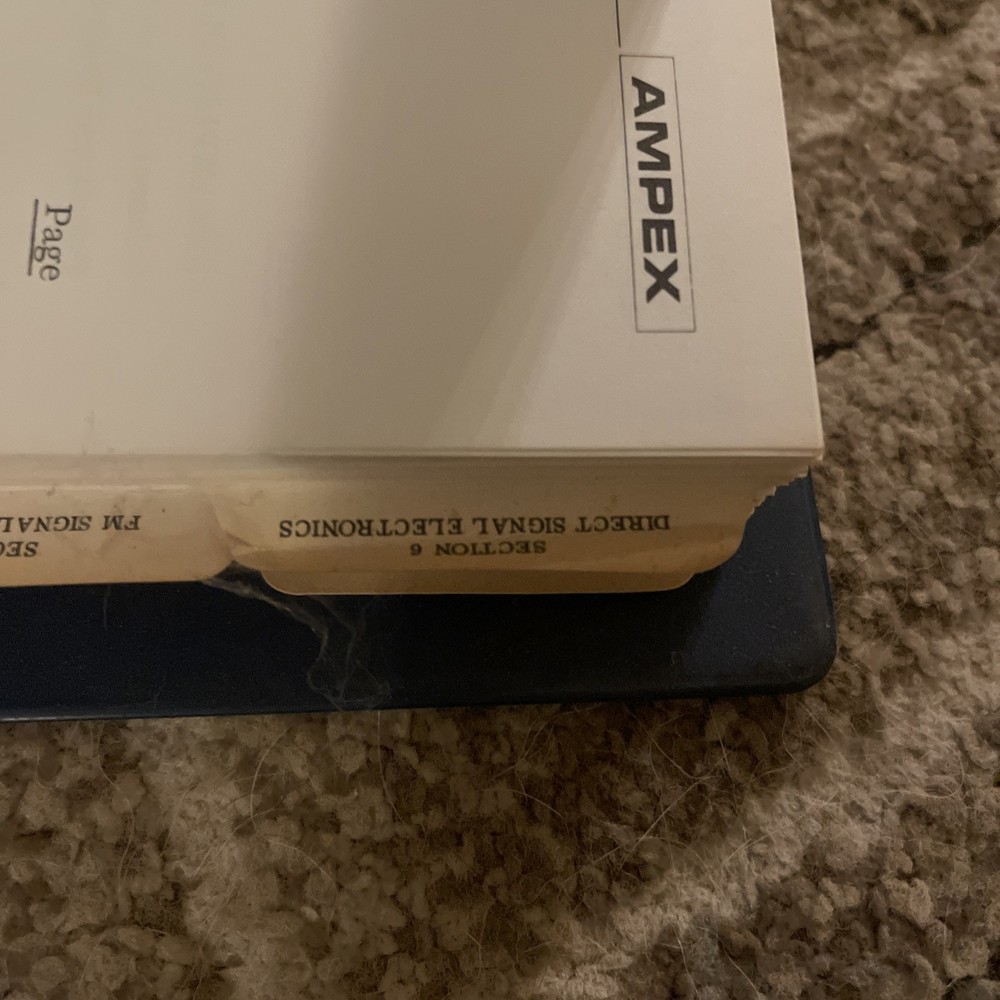 AMPEX
Page
SECTION 6
DIRECT SIGNAL ELECTRONICS
FM SIGNAL